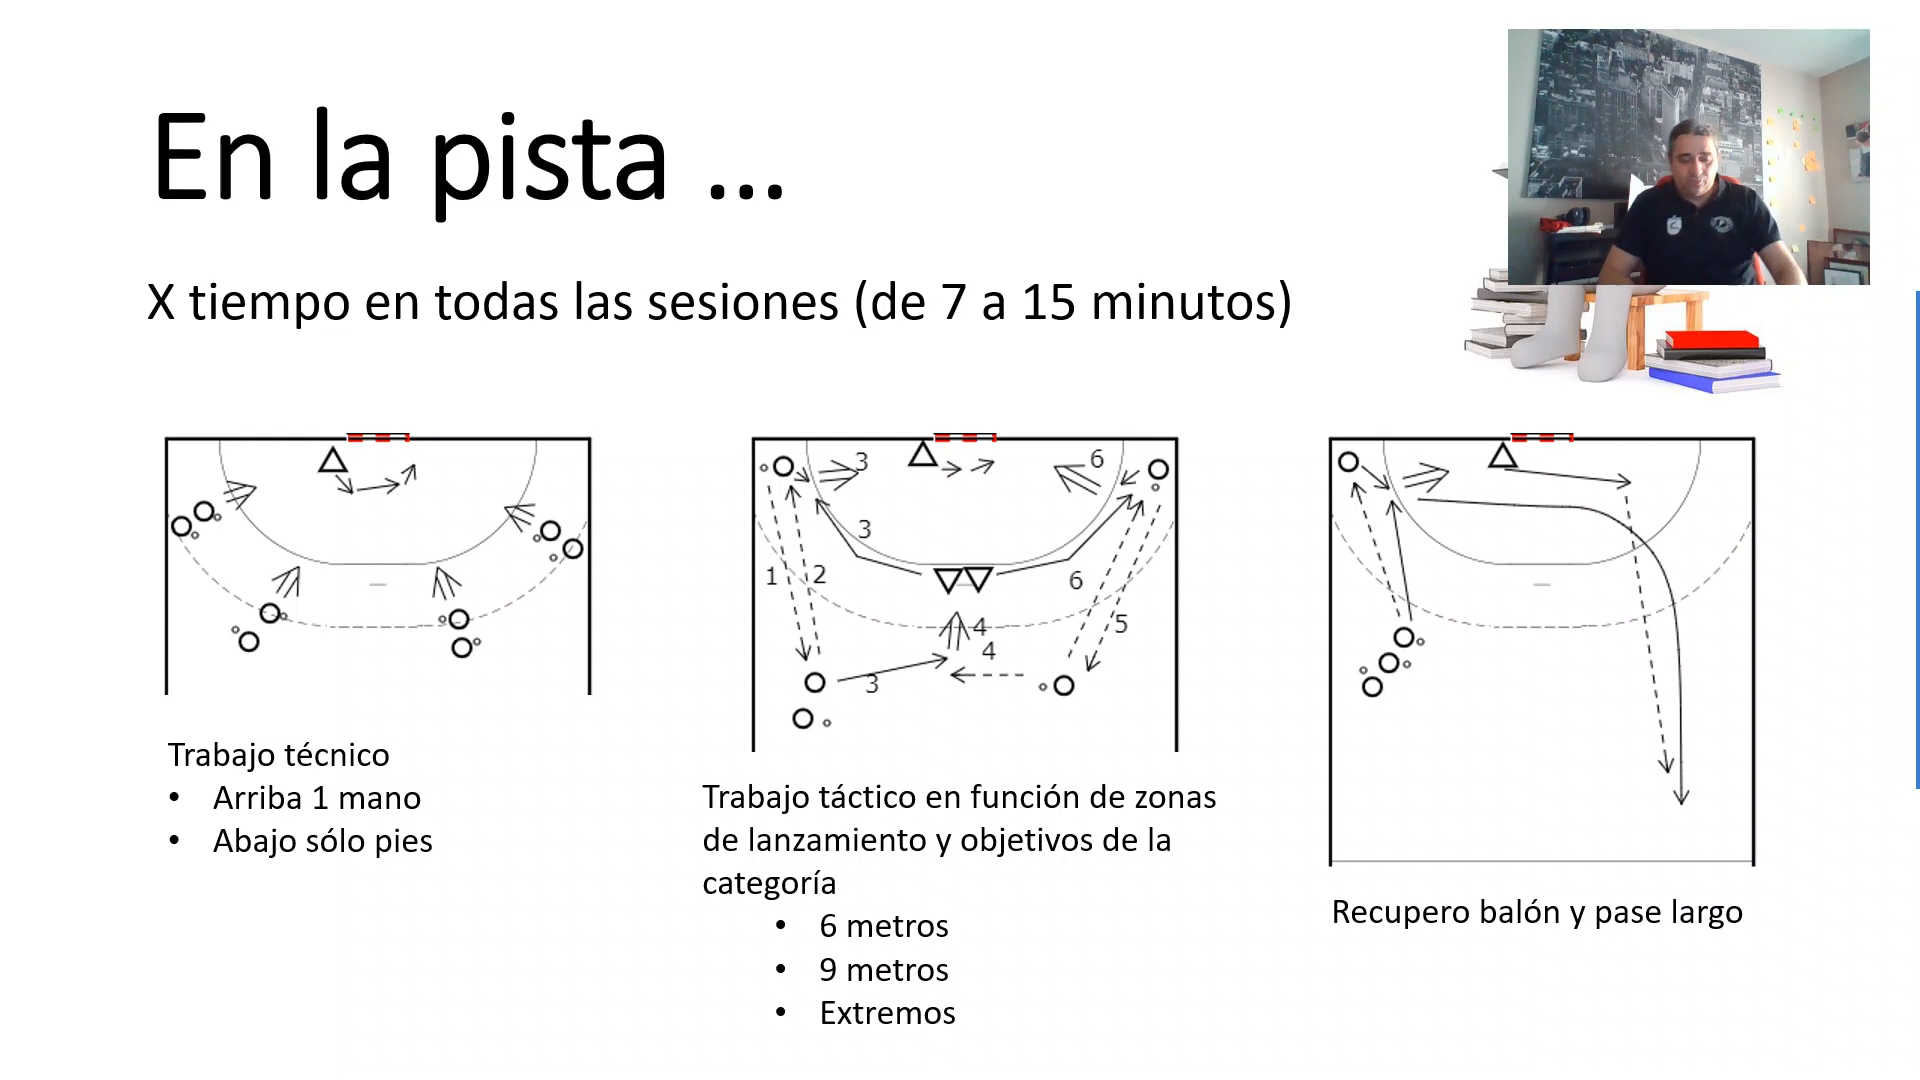 En la pista ...
X tiempo en todas las sesiones (de 7 a 15 minutos)
Trabajo técnico
• Arriba 1 mano
• Abajo sólo pies
3
6
3
1
2
6
5
4
4
3
Trabajo táctico en función de zonas
de lanzamiento y objetivos de la
categoría
• 6 metros
• 9 metros
• Extremos
Recupero balón y pase largo